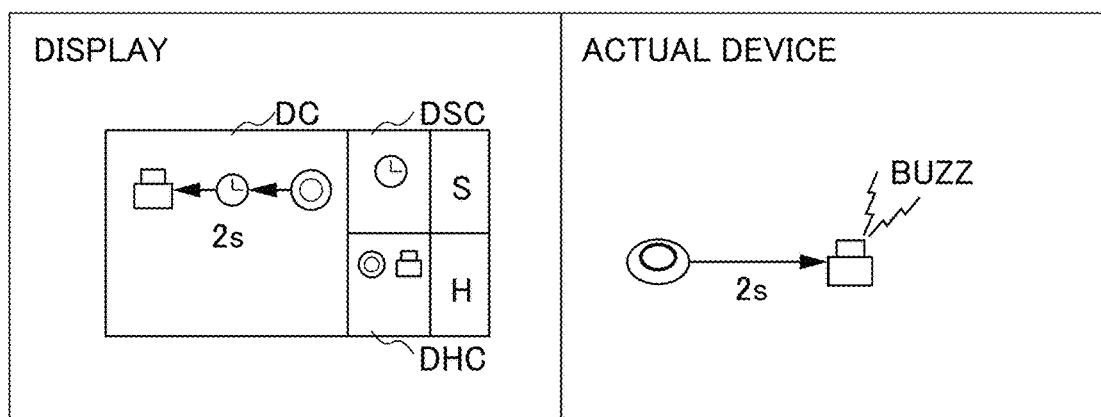 DISPLAY
DC
DSC
2s
S
H
DHC
ACTUAL DEVICE
BUZZ
2s